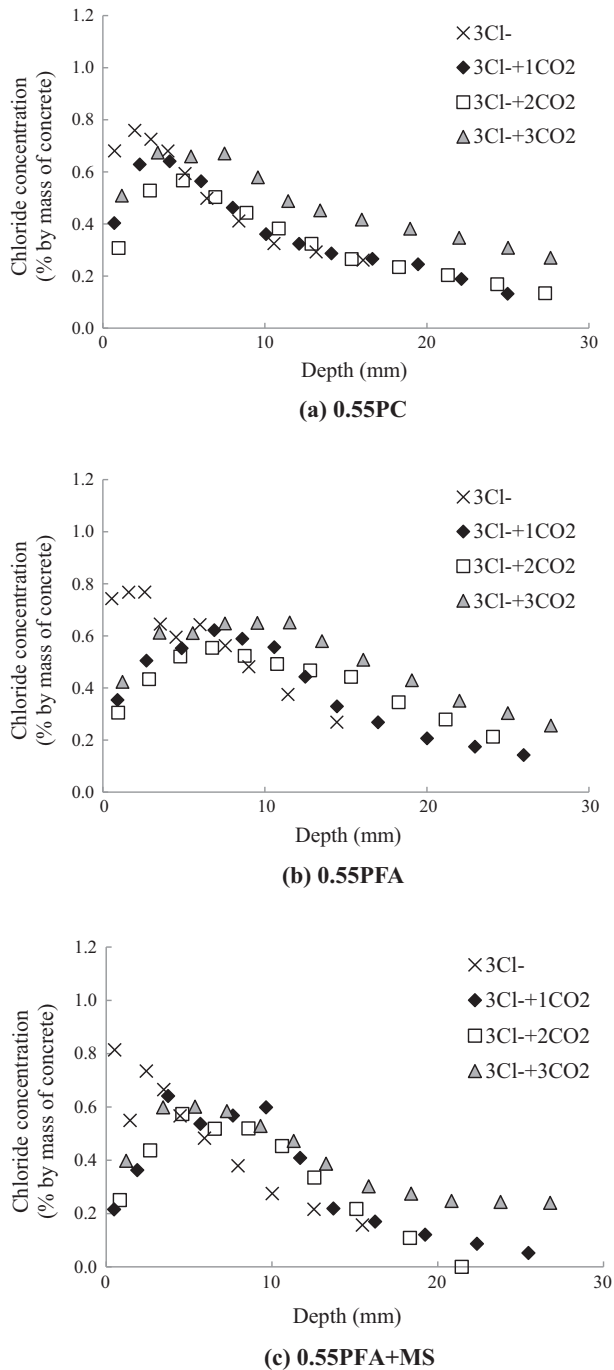 1.2
1.0
0.8
0.6
0.4
0.2
0.0
Chloride concentration
(% by mass of concrete)
3Cl-
3Cl-+1CO2
3Cl-+2CO2
3Cl-+3CO2
0 10 20 30
Depth (mm)
(a) 0.55PC
1.2
1.0
0.8
0.6
0.4
0.2
0.0
Chloride concentration
(% by mass of concrete)
3Cl-
3Cl-+1CO2
3Cl-+2CO2
3Cl-+3CO2
0 10 20 30
Depth (mm)
(b) 0.55PFA
1.2
1.0
0.8
0.6
0.4
0.2
0.0
Chloride concentration
(% by mass of concrete)
3Cl-
3Cl-+1CO2
3Cl-+2CO2
3Cl-+3CO2
0 10 20 30
Depth (mm)
(c) 0.55PFA+MS